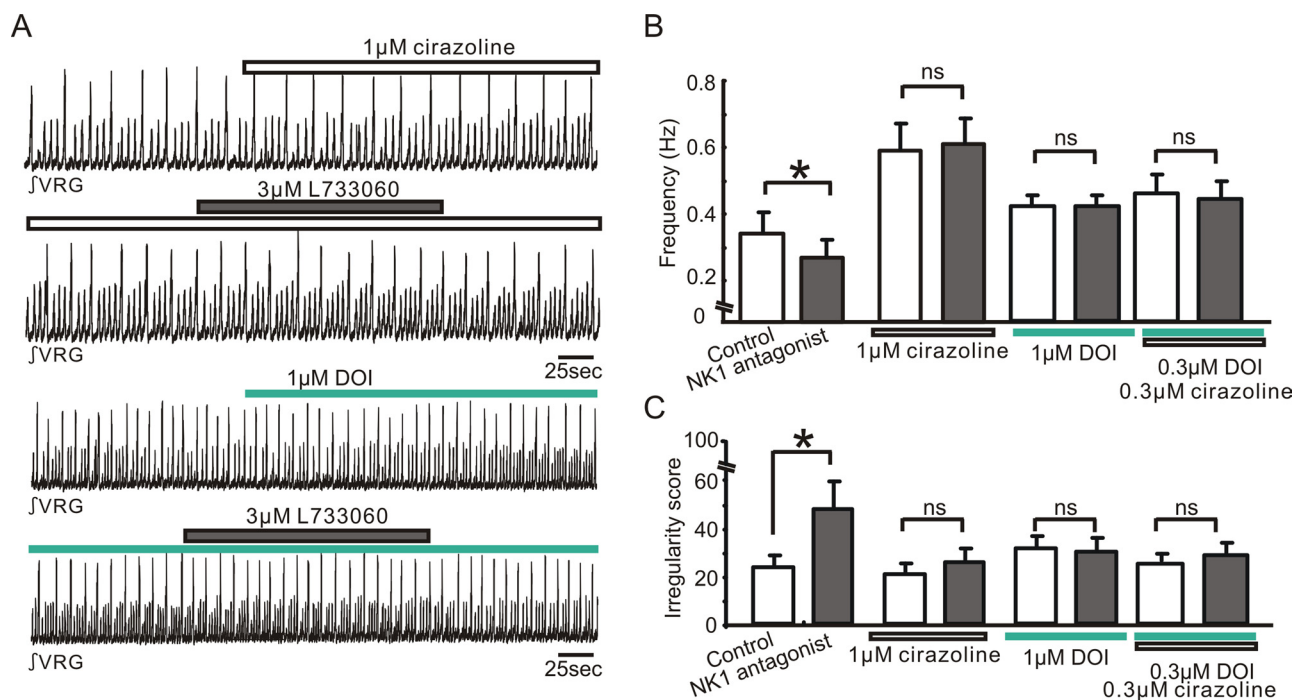 A
1µM cirazoline
∫VRG
3µM L733060
∫VRG
25sec
1µM DOI
∫VRG
3µM L733060
∫VRG
25sec
B
Frequency (Hz)
0.8
0.6
0.4
0.2
0
*
ns
ns
ns
Control
NK1 antagonist
1µM cirazoline
1µM DOI
0.3µM DOI
0.3µM cirazoline
C
Irregularity score
100
60
40
20
0
*
ns
ns
ns
Control
NK1 antagonist
1µM cirazoline
1µM DOI
0.3µM DOI
0.3µM cirazoline